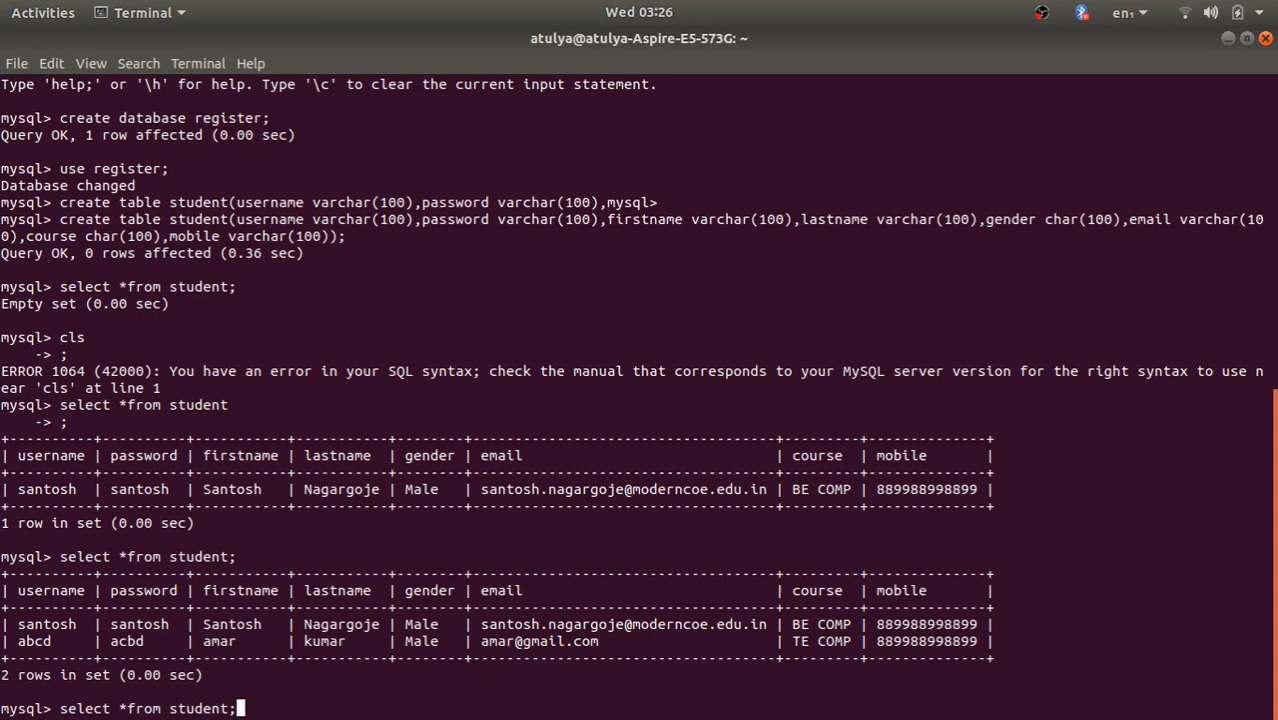 Activities Terminal Wed 03:26 en₁
atulya@atulya-Aspire-E5-573G: ~
File Edit View Search Terminal Help
Type 'help;' or '\h' for help. Type '\c' to clear the current input statement.
mysql> create database register;
Query OK, 1 row affected (0.00 sec)
mysql> use register;
Database changed
mysql> create table student(username varchar(100),password varchar(100),mysql>
mysql> create table student(username varchar(100),password varchar(100),firstname varchar(100),lastname varchar(100),gender char(100),email varchar(10
0),course char(100),mobile varchar(100));
Query OK, 0 rows affected (0.36 sec)
mysql> select *from student;
Empty set (0.00 sec)
mysql> cls
    -> ;
ERROR 1064 (42000): You have an error in your SQL syntax; check the manual that corresponds to your MySQL server version for the right syntax to use n
ear 'cls' at line 1
mysql> select *from student
    -> ;
+----------+----------+-----------+-----------+--------+------------------------------------+---------+--------------+
| username | password | firstname | lastname  | gender | email                              | course  | mobile       |
+----------+----------+-----------+-----------+--------+------------------------------------+---------+--------------+
| santosh  | santosh  | Santosh   | Nagargoje | Male   | santosh.nagargoje@moderncoe.edu.in | BE COMP | 889988998899 |
+----------+----------+-----------+-----------+--------+------------------------------------+---------+--------------+
1 row in set (0.00 sec)
mysql> select *from student;
+----------+----------+-----------+-----------+--------+------------------------------------+---------+--------------+
| username | password | firstname | lastname  | gender | email                              | course  | mobile       |
+----------+----------+-----------+-----------+--------+------------------------------------+---------+--------------+
| santosh  | santosh  | Santosh   | Nagargoje | Male   | santosh.nagargoje@moderncoe.edu.in | BE COMP | 889988998899 |
| abcd     | acbd     | amar      | kumar     | Male   | amar@gmail.com                     | TE COMP | 889988998899 |
+----------+----------+-----------+-----------+--------+------------------------------------+---------+--------------+
2 rows in set (0.00 sec)
mysql> select *from student;